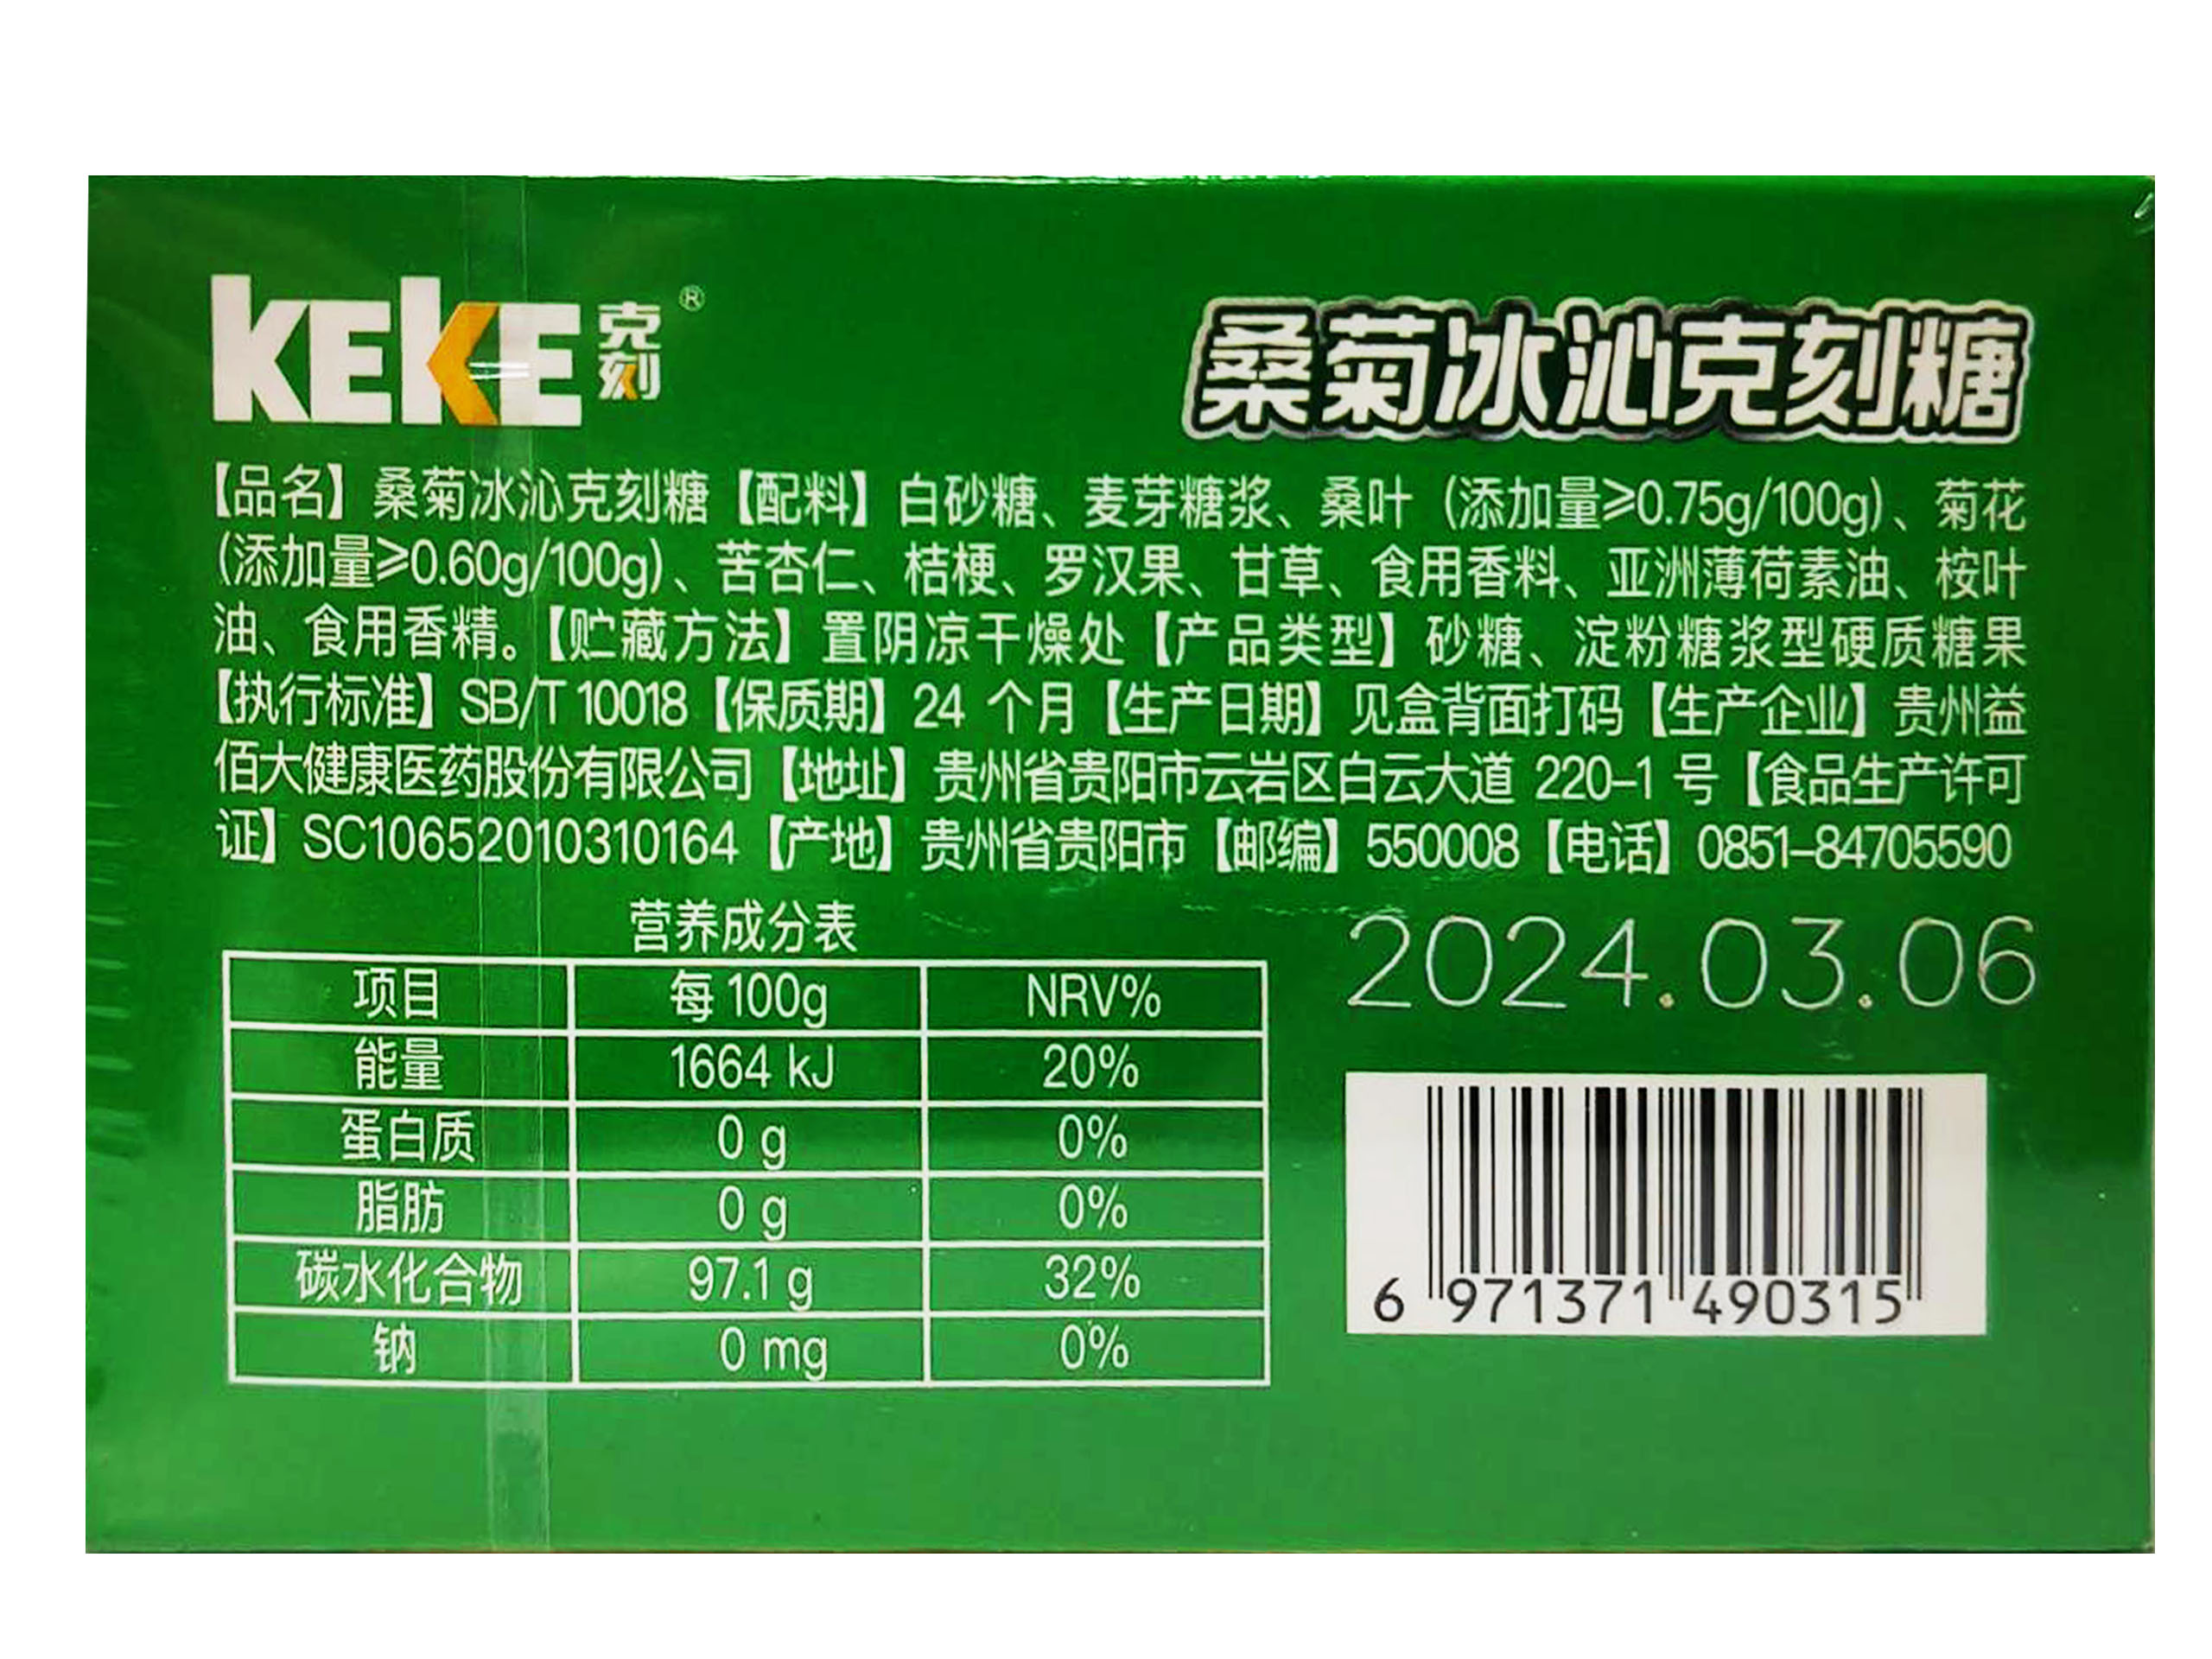 KEKE 克刻 ®
桑菊冰沁克刻糖
【品名】桑菊冰沁克刻糖【配料】白砂糖、麦芽糖浆、桑叶(添加量≥0.75g/100g)、菊花
(添加量≥0.60g/100g)、苦杏仁、桔梗、罗汉果、甘草、食用香料、亚洲薄荷素油、桉叶
油、食用香精。【贮藏方法】置阴凉干燥处【产品类型】砂糖、淀粉糖浆型硬质糖果
【执行标准】SB/T 10018【保质期】24 个月【生产日期】见盒背面打码【生产企业】贵州益
佰大健康医药股份有限公司【地址】贵州省贵阳市云岩区白云大道 220-1 号【食品生产许可
证】SC10652010310164【产地】贵州省贵阳市【邮编】550008【电话】0851-84705590
营养成分表
项目 每 100g NRV%
能量 1664 kJ 20%
蛋白质 0 g 0%
脂肪 0 g 0%
碳水化合物 97.1 g 32%
钠 0 mg 0%
2024.03.06
6 971371 490315